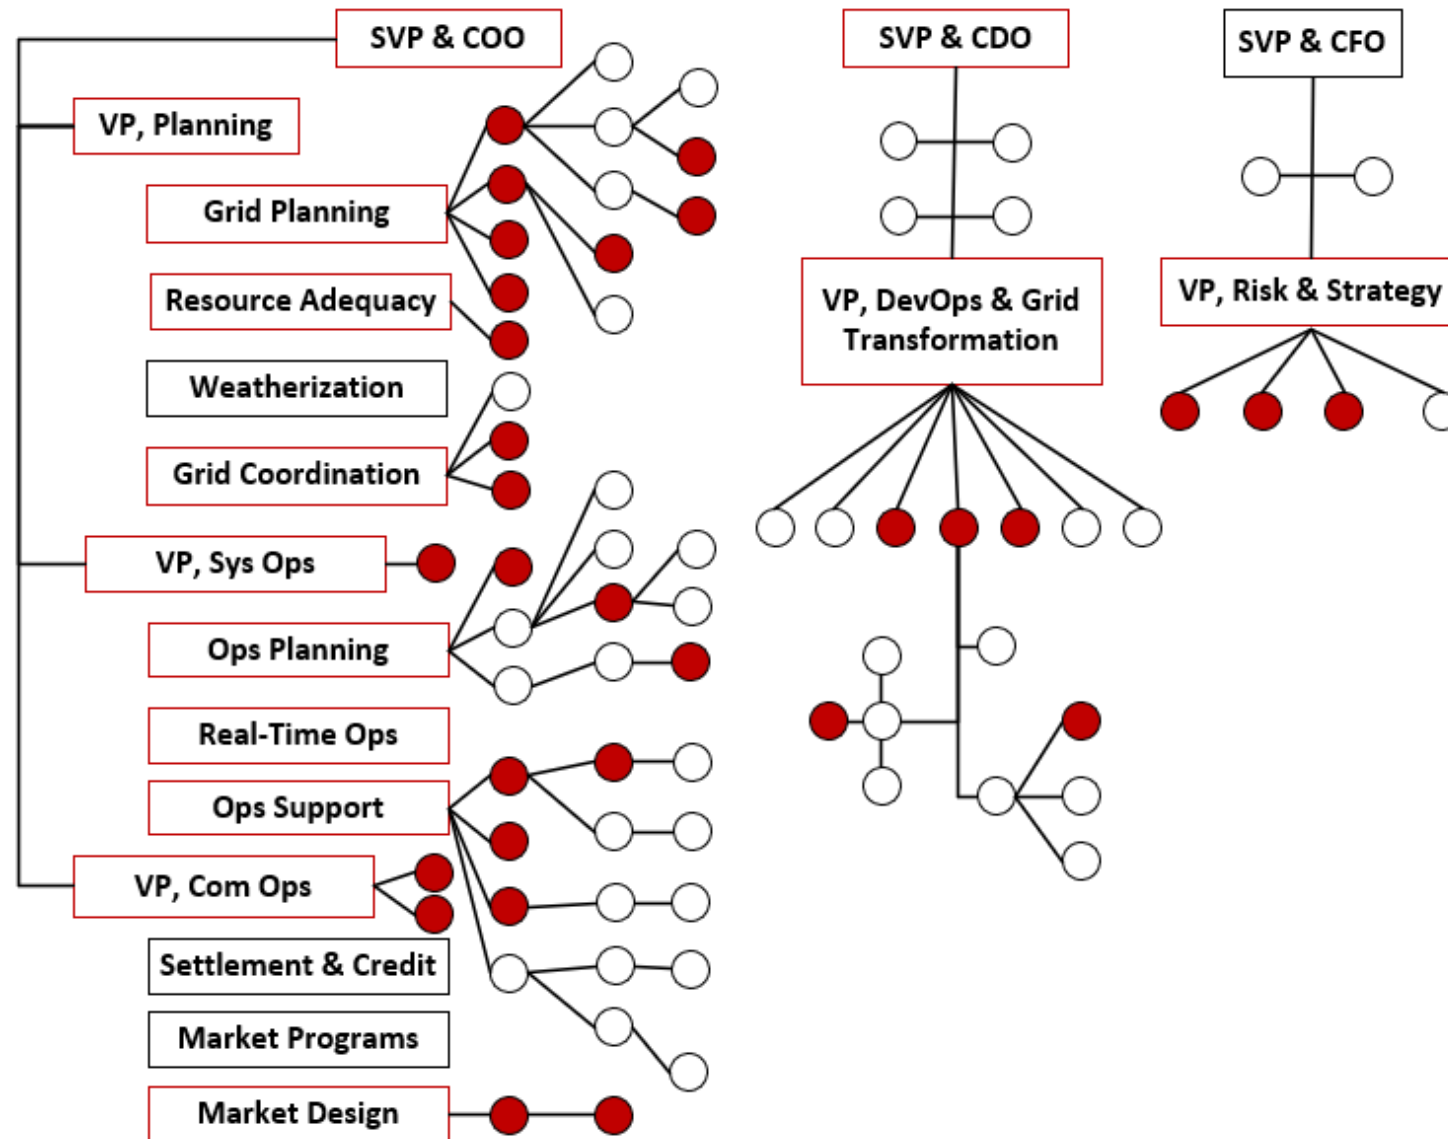 SVP & COO
VP, Planning
Grid Planning
Resource Adequacy
Weatherization
Grid Coordination
VP, Sys Ops
Ops Planning
Real-Time Ops
Ops Support
VP, Com Ops
Settlement & Credit
Market Programs
Market Design
SVP & CDO
VP, DevOps & Grid
Transformation
SVP & CFO
VP, Risk & Strategy